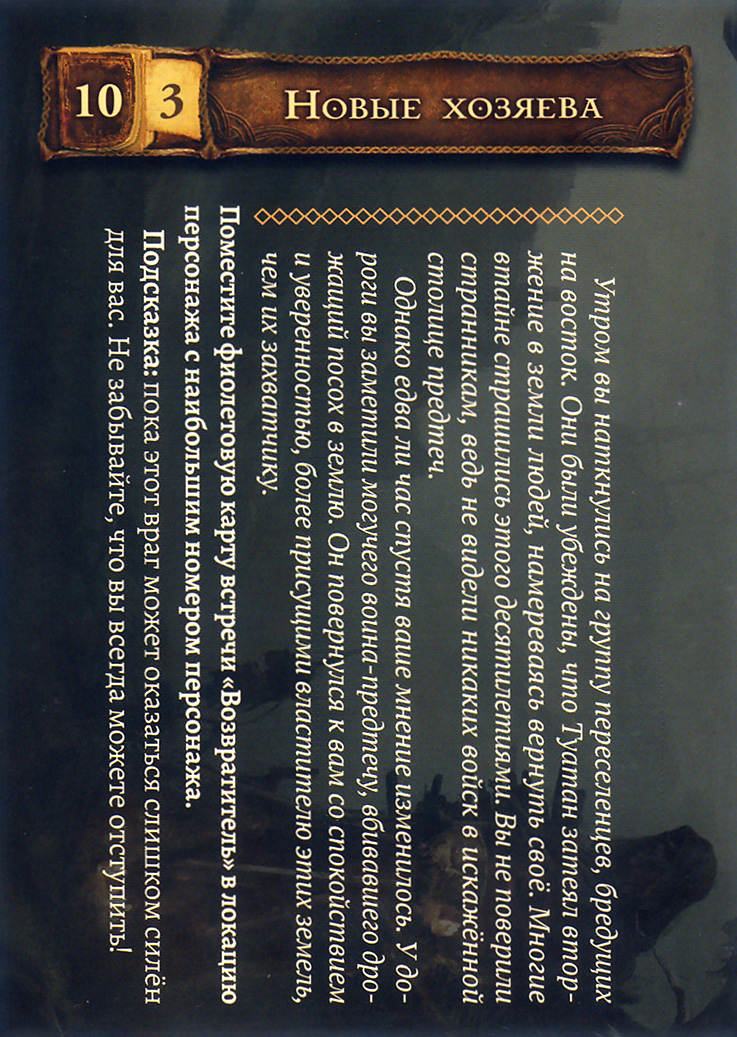 10 3 Новые хозяева
Утром вы наткнулись на группу переселенцев, бредущих
на восток. Они были убеждены, что Туатан затеял втор-
жение в земли людей, намереваясь вернуть своё. Многие
втайне страшились этого десятилетиями. Вы не поверили
странникам, ведь не видели никаких войск в искажённой
столице предтеч.
Однако едва ли час спустя ваше мнение изменилось. У до-
роги вы заметили могучего воина-предтечу, вбивавшего дро-
жащий посох в землю. Он повернулся к вам со спокойствием
и уверенностью, более присущими властителю этих земель,
чем их захватчику.
Поместите фиолетовую карту встречи «Возвратитель» в локацию
персонажа с наибольшим номером персонажа.
Подсказка: пока этот враг может оказаться слишком силён
для вас. Не забывайте, что вы всегда можете отступить!